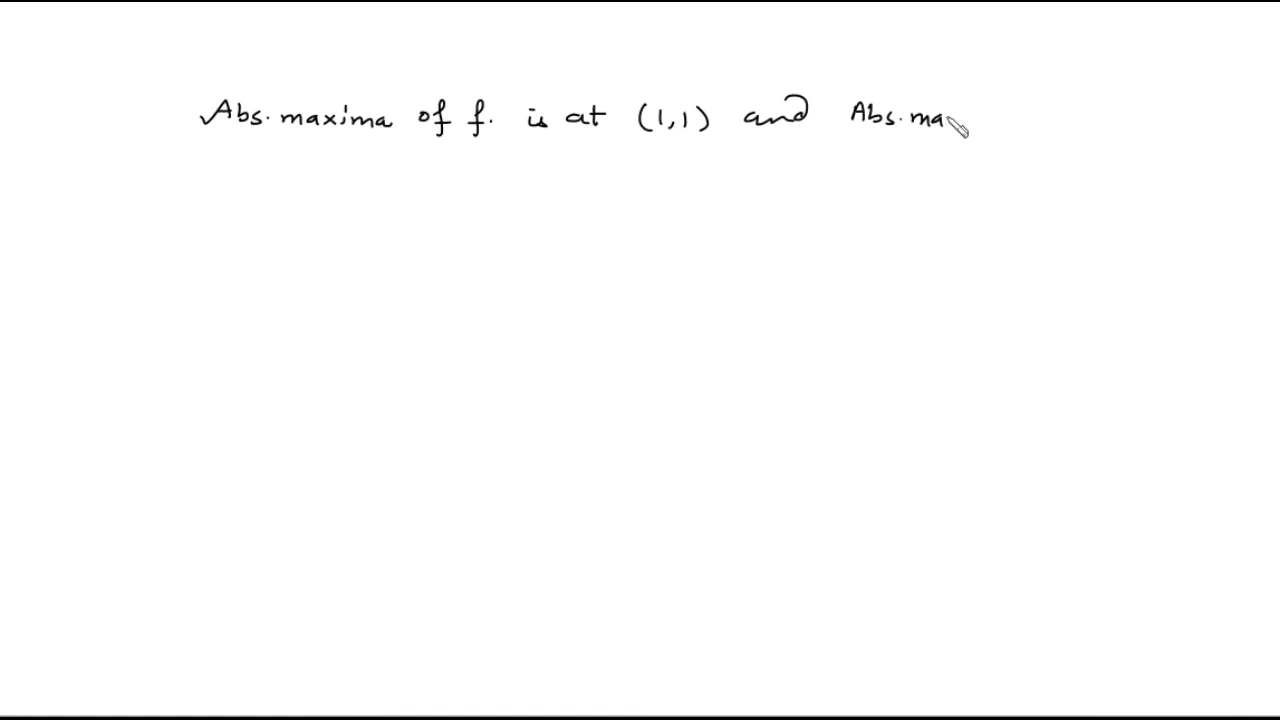 Abs. maxima of f. is at (1,1) and Abs. ma